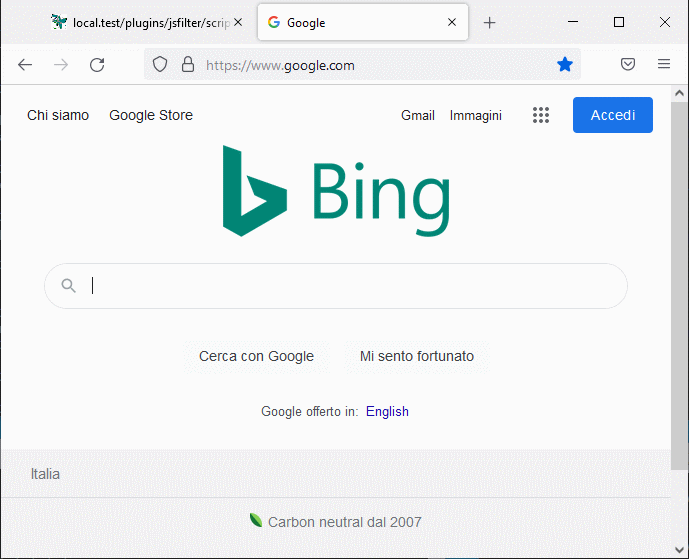 local.test/plugins/jsfilter/scrip
Google
https://www.google.com
Chi siamo Google Store Gmail Immagini Accedi
Bing
Cerca con Google Mi sento fortunato
Google offerto in: English
Italia
Carbon neutral dal 2007